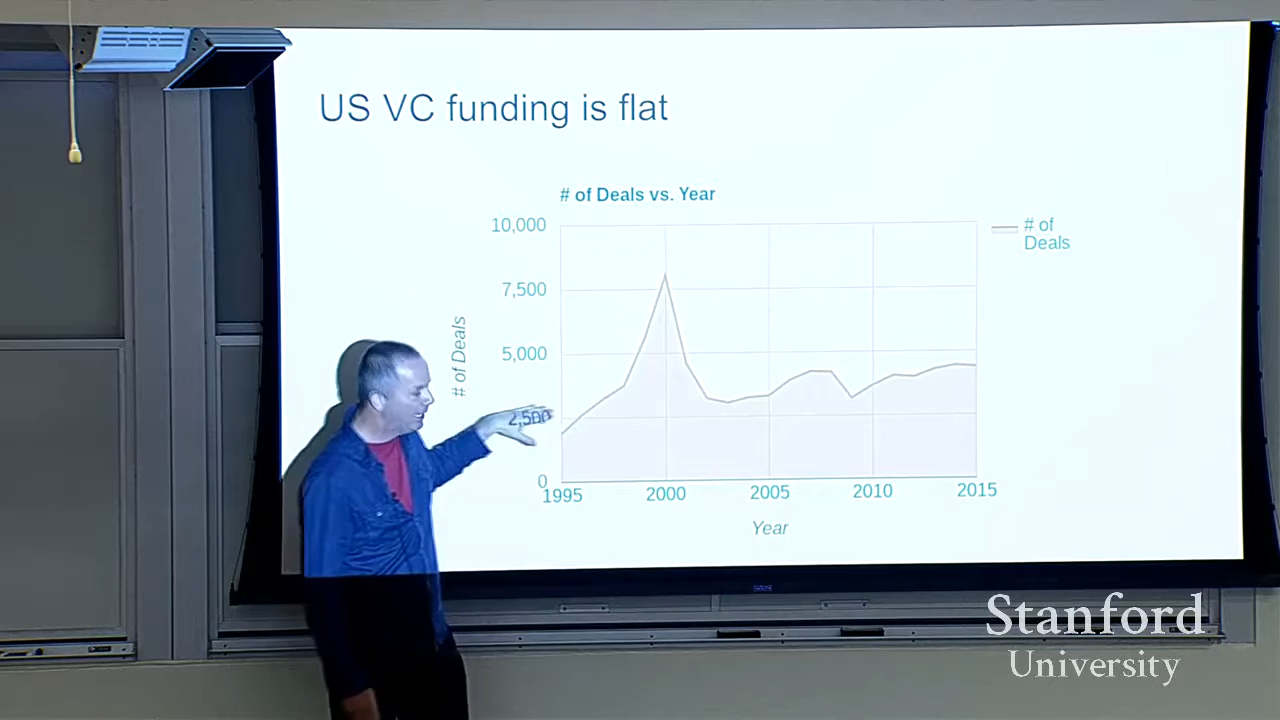 US VC funding is flat
# of Deals vs. Year
10,000
7,500
5,000
2,500
0
# of Deals
1995 2000 2005 2010 2015
Year
# of
Deals
Stanford
University